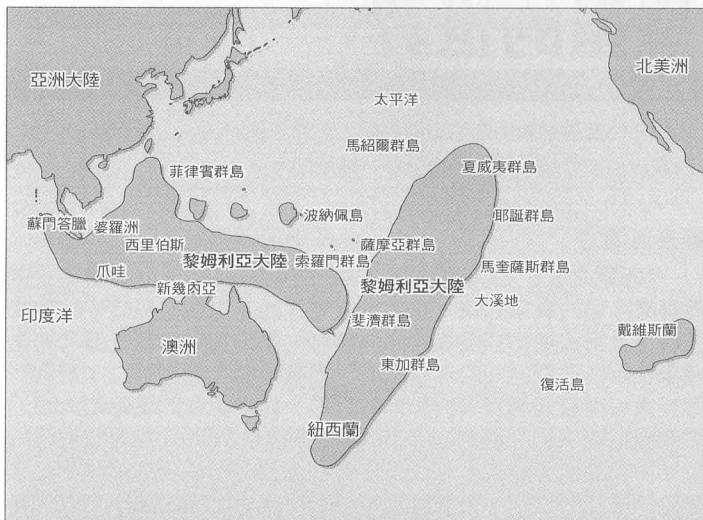 亞洲大陸
北美洲
太平洋
馬紹爾群島
夏威夷群島
菲律賓群島
耶誕群島
波納佩島
蘇門答臘
婆羅洲
西里伯斯
薩摩亞群島
黎姆利亞大陸
索羅門群島
馬奎薩斯群島
爪哇
新幾內亞
黎姆利亞大陸
大溪地
印度洋
斐濟群島
戴維斯蘭
澳洲
東加群島
復活島
紐西蘭